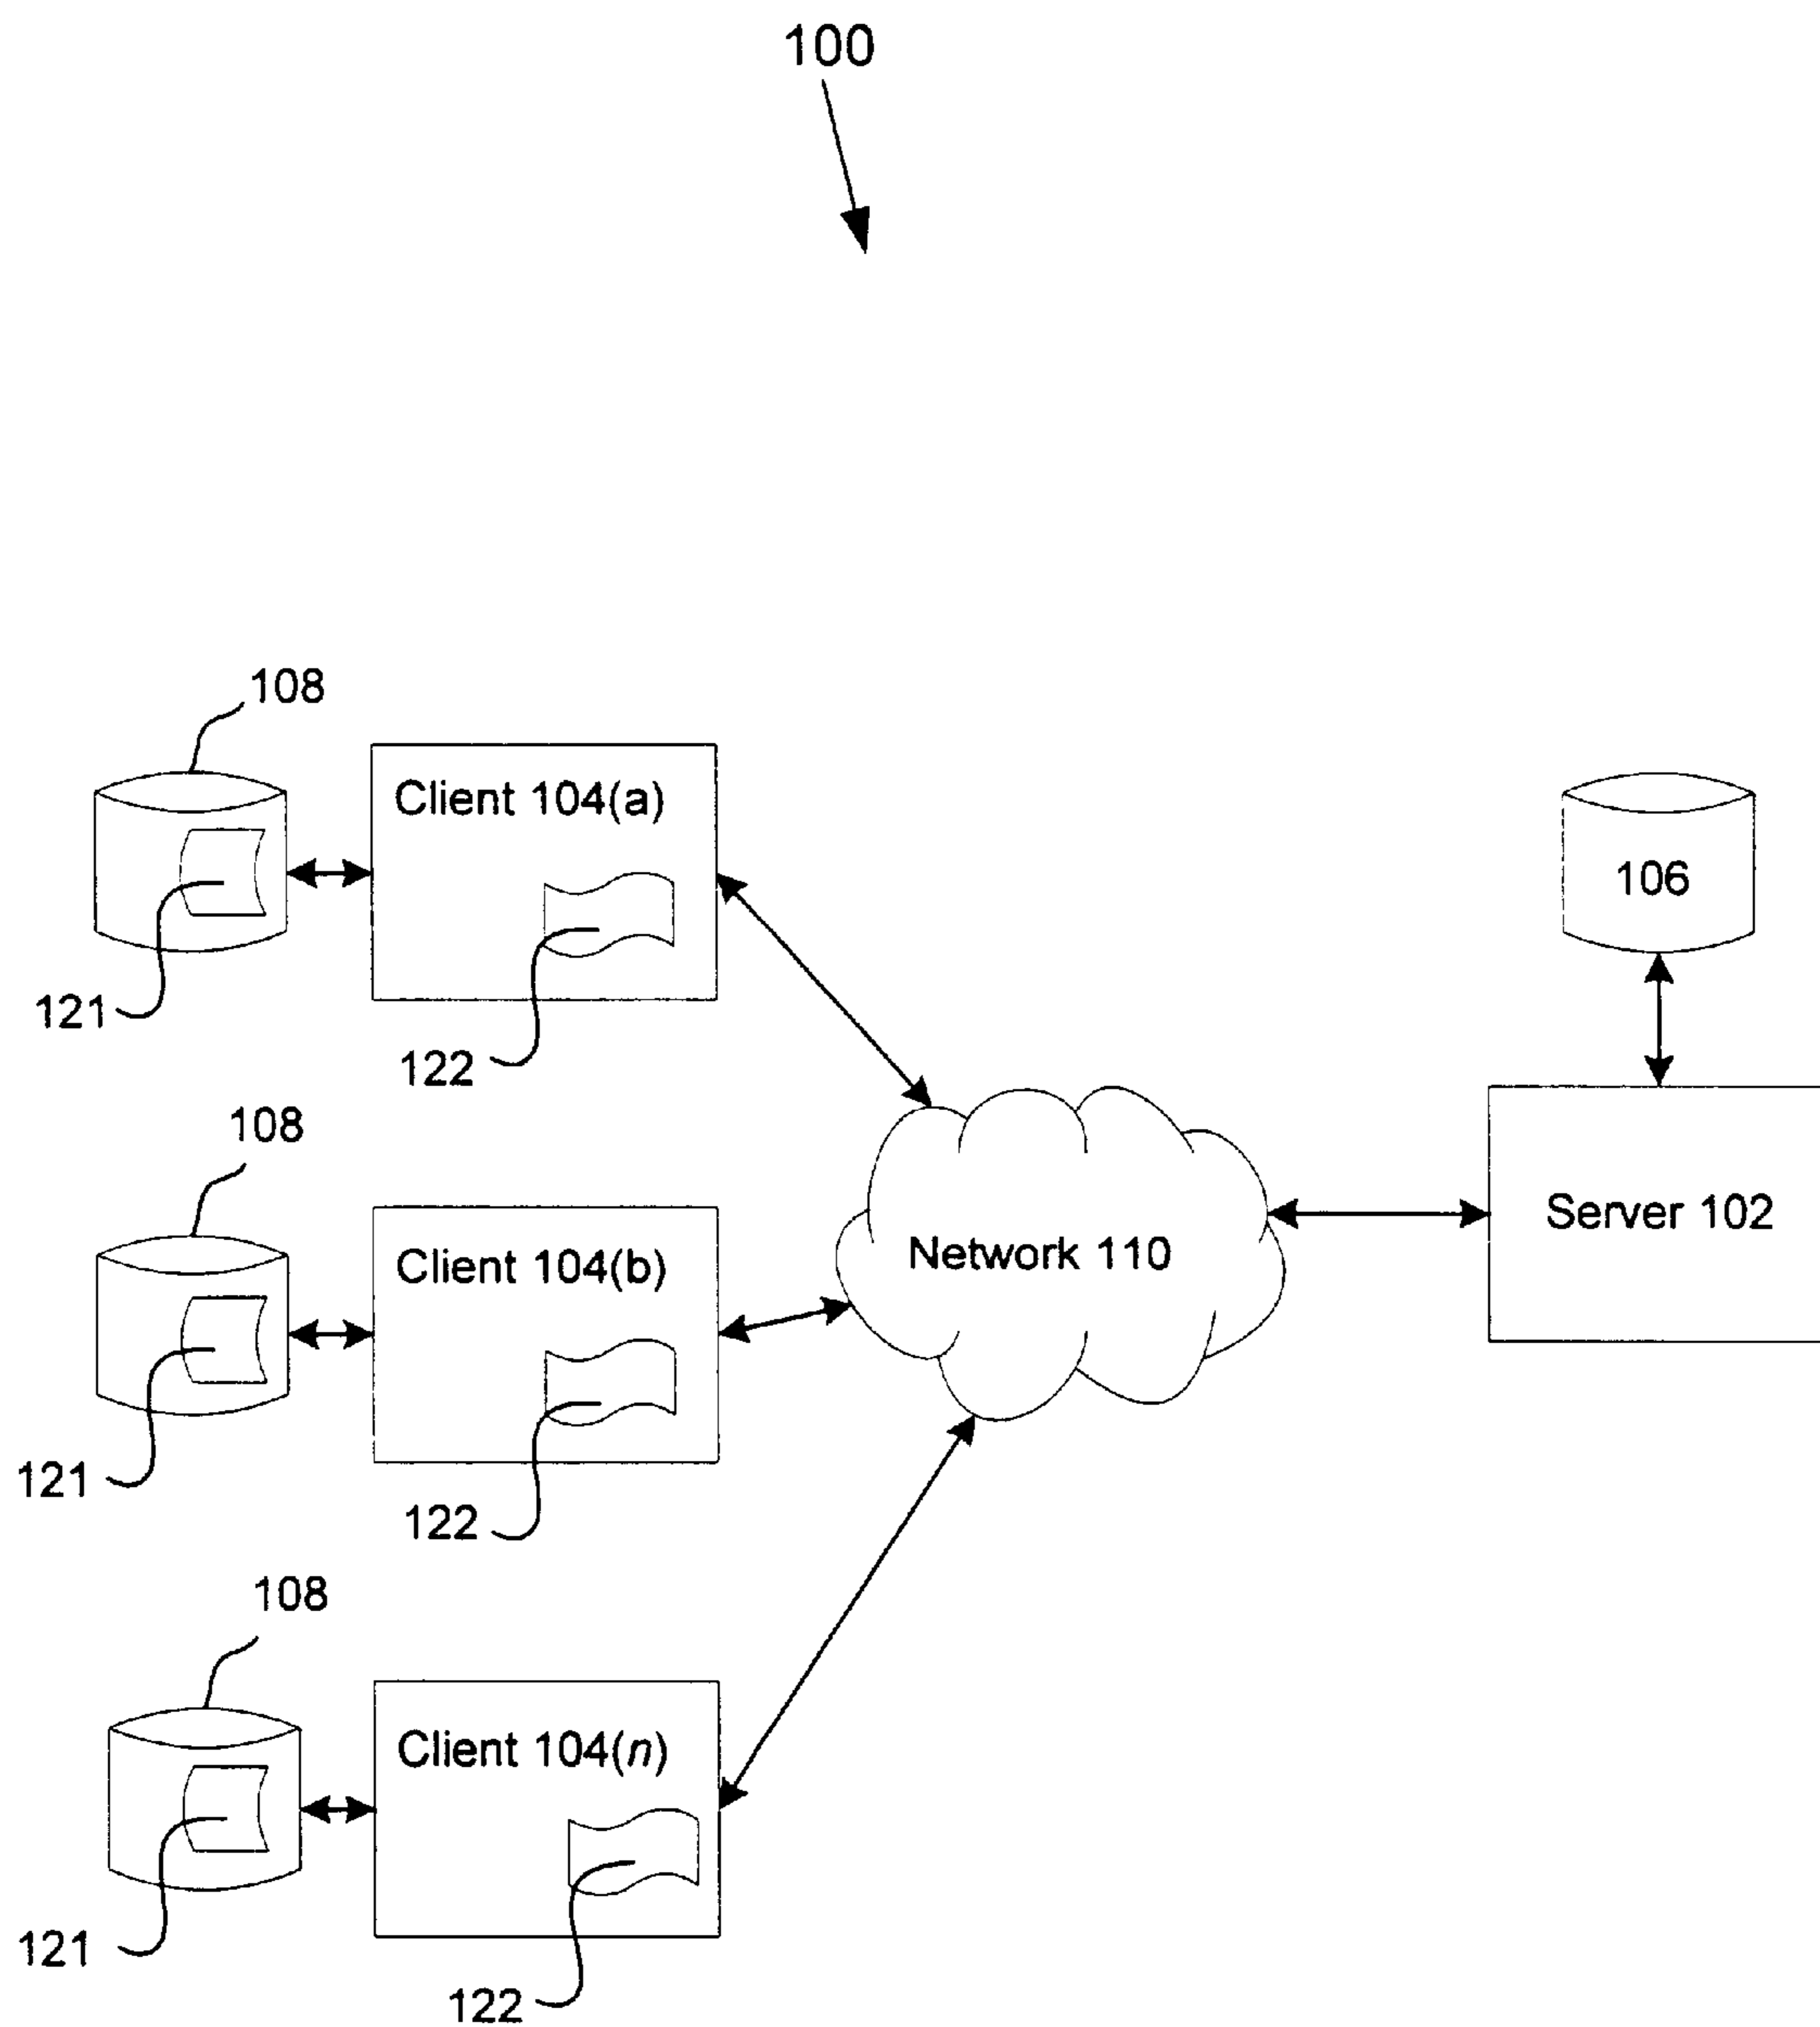 100
108
Client 104(a)
121
122
106
108
Client 104(b)
Network 110
Server 102
121
122
108
Client 104(n)
121
122